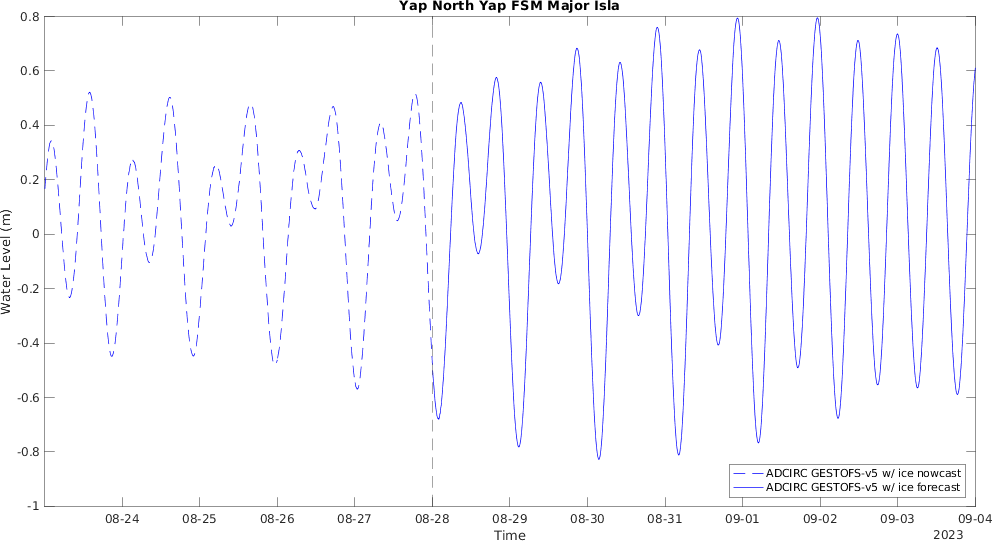 Yap North Yap FSM Major Isla
0.8
0.6
0.4
0.2
0
-0.2
-0.4
-0.6
-0.8
-1
Water Level (m)
ADCIRC GESTOFS-v5 w/ ice nowcast
ADCIRC GESTOFS-v5 w/ ice forecast
08-24 08-25 08-26 08-27 08-28 08-29 08-30 08-31 09-01 09-02 09-03 09-04
Time
2023